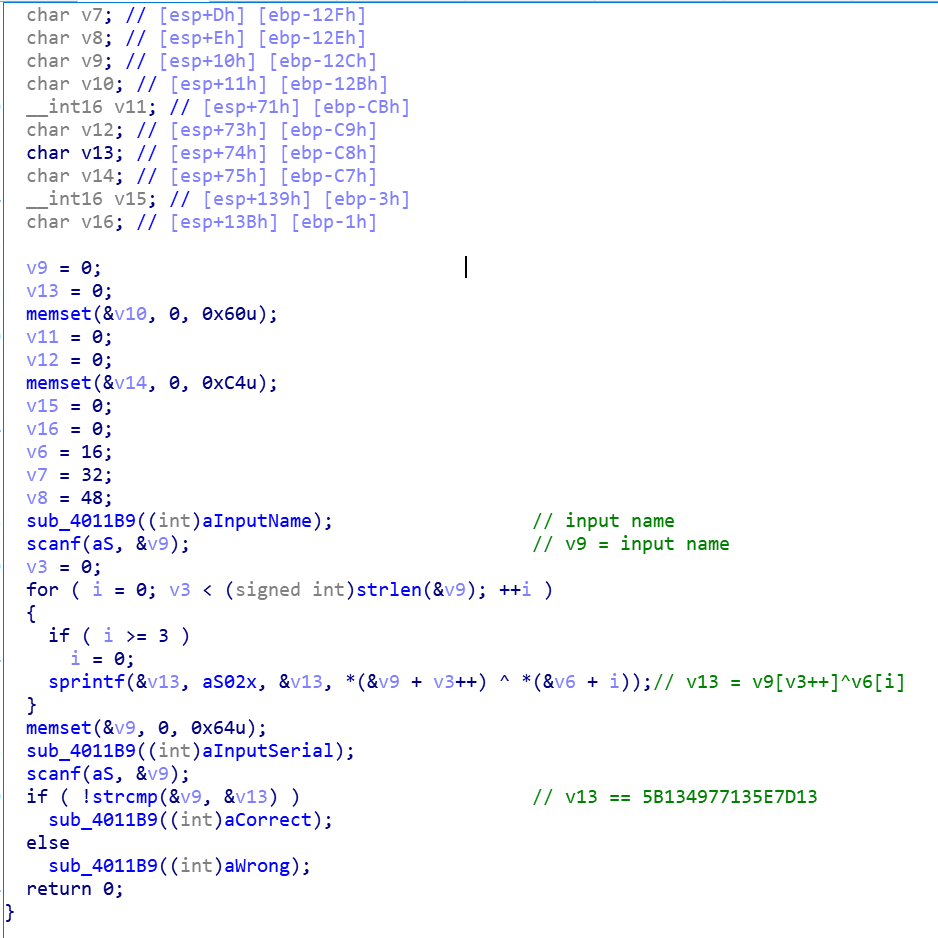 char v7; // [esp+Dh] [ebp-12Fh]
char v8; // [esp+Eh] [ebp-12Eh]
char v9; // [esp+10h] [ebp-12Ch]
char v10; // [esp+11h] [ebp-12Bh]
__int16 v11; // [esp+71h] [ebp-CBh]
char v12; // [esp+73h] [ebp-C9h]
char v13; // [esp+74h] [ebp-C8h]
char v14; // [esp+75h] [ebp-C7h]
__int16 v15; // [esp+139h] [ebp-3h]
char v16; // [esp+13Bh] [ebp-1h]

v9 = 0;
v13 = 0;
memset(&v10, 0, 0x60u);
v11 = 0;
v12 = 0;
memset(&v14, 0, 0xC4u);
v15 = 0;
v16 = 0;
v6 = 16;
v7 = 32;
v8 = 48;
sub_4011B9((int)aInputName); // input name
scanf(aS, &v9); // v9 = input name
v3 = 0;
for ( i = 0; v3 < (signed int)strlen(&v9); ++i )
{
if ( i >= 3 )
i = 0;
sprintf(&v13, aS02x, &v13, *(&v9 + v3++) ^ *(&v6 + i));// v13 = v9[v3++]^v6[i]
}
memset(&v9, 0, 0x64u);
sub_4011B9((int)aInputSerial);
scanf(aS, &v9);
if ( !strcmp(&v9, &v13) ) // v13 == 5B134977135E7D13
sub_4011B9((int)aCorrect);
else
sub_4011B9((int)aWrong);
return 0;
}